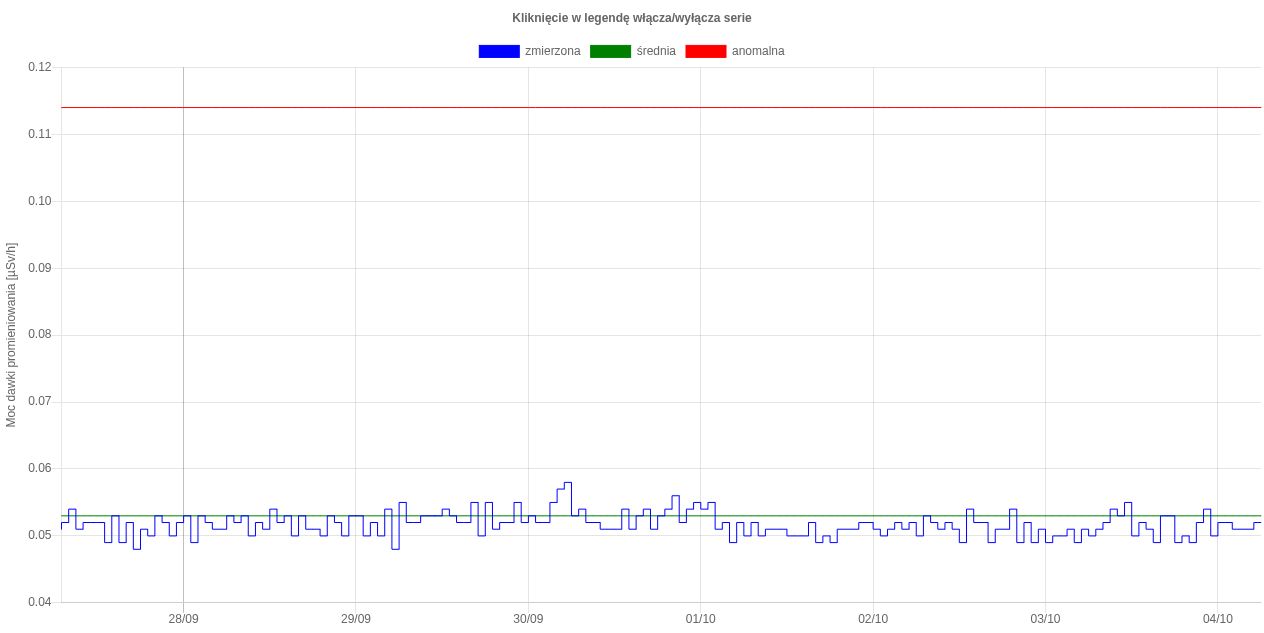 Kliknięcie w legendę włącza/wyłącza serie
zmierzona średnia anomalna
Moc dawki promieniowania [µSv/h]
0.12
0.11
0.10
0.09
0.08
0.07
0.06
0.05
0.04
28/09 29/09 30/09 01/10 02/10 03/10 04/10